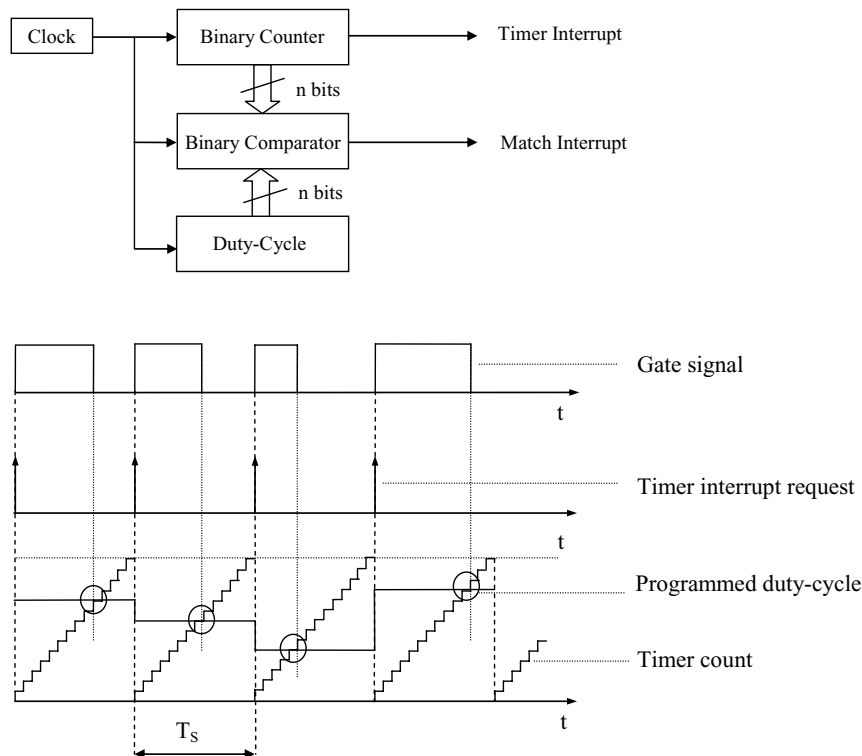 Clock
Binary Counter
Timer Interrupt
n bits
Binary Comparator
Match Interrupt
n bits
Duty-Cycle
Gate signal
t
Timer interrupt request
t
Programmed duty-cycle
Timer count
t
TS